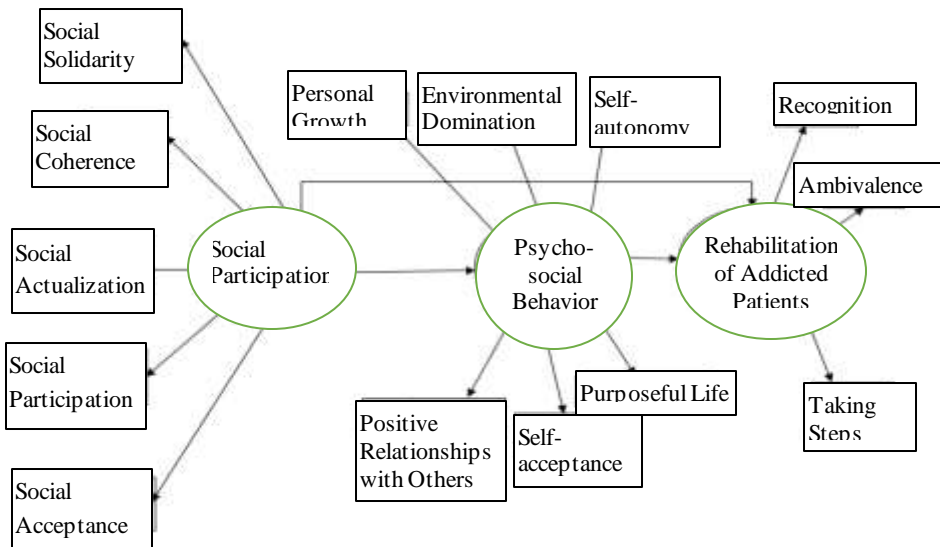 Social
Solidarity
Social
Coherence
Social
Actualization
Social
Participation
Social
Acceptance
Social
Participation
Personal
Growth
Environmental
Domination
Self-
autonomy
Psycho-
social
Behavior
Positive
Relationships
with Others
Self-
acceptance
Purposeful Life
Recognition
Ambivalence
Rehabilitation
of Addicted
Patients
Taking
Steps